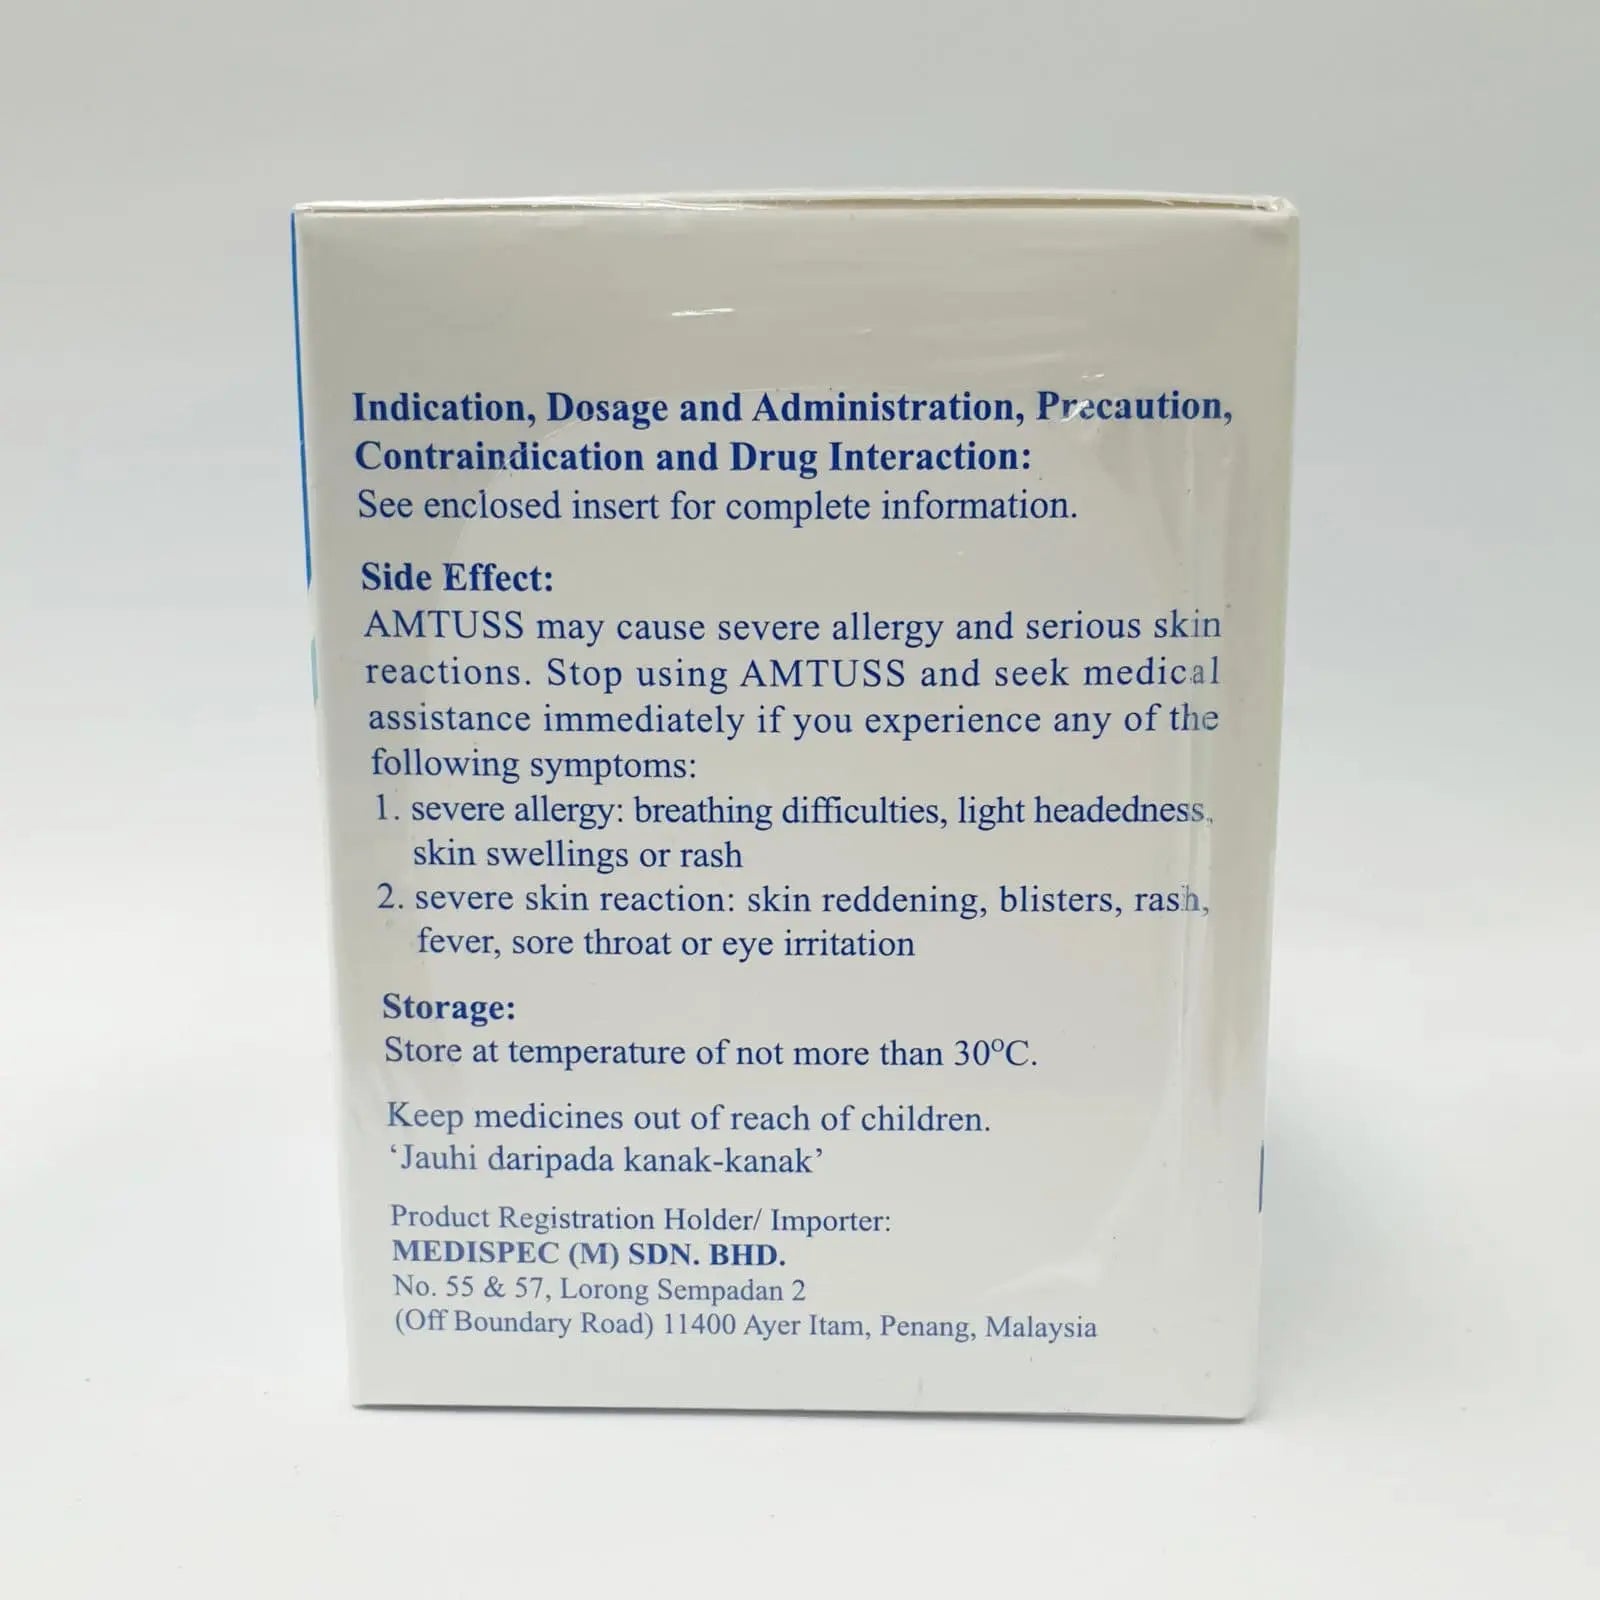 Indication, Dosage and Administration, Precaution,
Contraindication and Drug Interaction:
See enclosed insert for complete information.
Side Effect:
AMTUSS may cause severe allergy and serious skin
reactions. Stop using AMTUSS and seek medical
assistance immediately if you experience any of the
following symptoms:
1. severe allergy: breathing difficulties, light headedness,
skin swellings or rash
2. severe skin reaction: skin reddening, blisters, rash,
fever, sore throat or eye irritation
Storage:
Store at temperature of not more than 30°C.
Keep medicines out of reach of children.
‘Jauhi daripada kanak-kanak’
Product Registration Holder/ Importer:
MEDISPEC (M) SDN. BHD.
No. 55 & 57, Lorong Sempadan 2
(Off Boundary Road) 11400 Ayer Itam, Penang, Malaysia